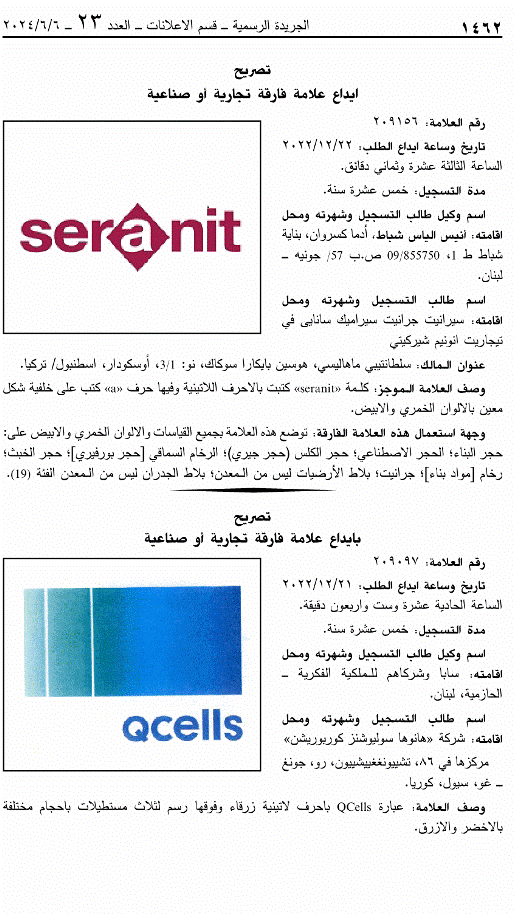 ١٤٦٢
الجريدة الرسمية ــ قسم الاعلانات ــ العدد ٢٣ ــ ٢٠٢٤/٦/٦
تصريح
ايداع علامة فارقة تجارية أو صناعية
رقم العلامة: ٢٠٩١٥٦
تاريخ وساعة ايداع الطلب: ٢٠٢٢/١٢/٢٢
الساعة الثالثة عشرة وثماني دقائق.
مدة التسجيل: خمس عشرة سنة.
اسم وكيل طالب التسجيل وشهرته ومحل
اقامته: أنيس الياس شباط، أدما كسروان، بناية
شباط ط 1، 09/855750 ص.ب 57/ جونيه ــ
لبنان.
اسم طالب التسجيل وشهرته ومحل
اقامته: سيرانيت جرانيت سيراميك سانايى في
تيجاريت انونيم شيركيتي
seranit
عنوان المالك: سلطانتيبي ماهاليسي، هوسين بايكارا سوكاك، نو: 3/1، أوسكودار، اسطنبول/ تركيا.
وصف العلامة الموجز: كلمة «seranit» كتبت بالاحرف اللاتينية وفيها حرف «a» كتب على خلفية شكل
معين بالالوان الخمري والابيض.
وجهة استعمال هذه العلامة الفارقة: توضع هذه العلامة بجميع القياسات والالوان الخمري والابيض على:
حجر البناء؛ الحجر الاصطناعي؛ حجر الكلس (حجر جيري)؛ الرخام السماقي [حجر بورفيري]؛ حجر الخبث؛
رخام [مواد بناء]؛ جرانيت؛ بلاط الأرضيات ليس من المعدن؛ بلاط الجدران ليس من المعدن الفئة (19).
تصريح
بايداع علامة فارقة تجارية أو صناعية
رقم العلامة: ٢٠٩٠٩٧
تاريخ وساعة ايداع الطلب: ٢٠٢٢/١٢/٢١
الساعة الحادية عشرة وست واربعون دقيقة.
مدة التسجيل: خمس عشرة سنة.
اسم وكيل طالب التسجيل وشهرته ومحل
اقامته: سابا وشركاهم للملكية الفكرية ــ
الحازمية، لبنان.
اسم طالب التسجيل وشهرته ومحل
اقامته: شركة «هانوها سوليوشنز كوربوريشن»
مركزها في ٨٦، تشييونغغييشييون، رو، جونغ
ــ غو، سيول، كوريا.
Qcells
وصف العلامة: عبارة QCells باحرف لاتينية زرقاء وفوقها رسم لثلاث مستطيلات باحجام مختلفة
بالاخضر والازرق.